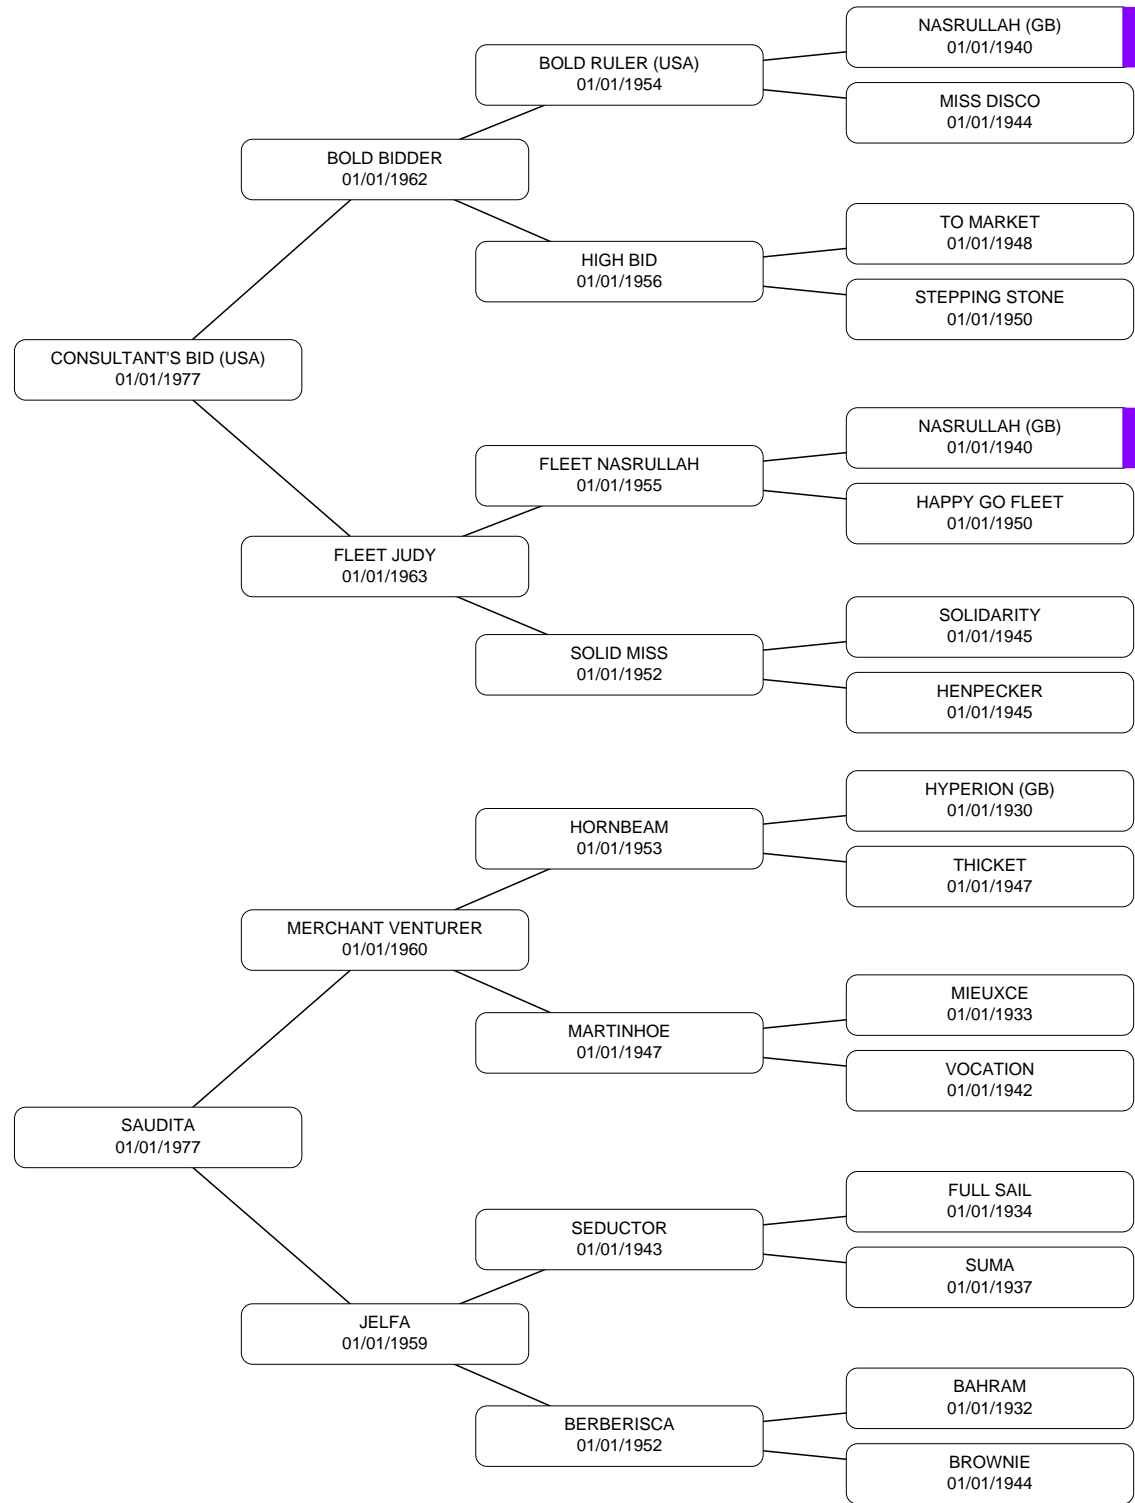 NASRULLAH (GB)
01/01/1940
BOLD RULER (USA)
01/01/1954
MISS DISCO
01/01/1944
BOLD BIDDER
01/01/1962
TO MARKET
01/01/1948
HIGH BID
01/01/1956
STEPPING STONE
01/01/1950
CONSULTANT'S BID (USA)
01/01/1977
NASRULLAH (GB)
01/01/1940
FLEET NASRULLAH
01/01/1955
HAPPY GO FLEET
01/01/1950
FLEET JUDY
01/01/1963
SOLIDARITY
01/01/1945
SOLID MISS
01/01/1952
HENPECKER
01/01/1945
HYPERION (GB)
01/01/1930
HORNBEAM
01/01/1953
THICKET
01/01/1947
MERCHANT VENTURER
01/01/1960
MIEUXCE
01/01/1933
MARTINHOE
01/01/1947
VOCATION
01/01/1942
SAUDITA
01/01/1977
FULL SAIL
01/01/1934
SEDUCTOR
01/01/1943
SUMA
01/01/1937
JELFA
01/01/1959
BAHRAM
01/01/1932
BERBERISCA
01/01/1952
BROWNIE
01/01/1944